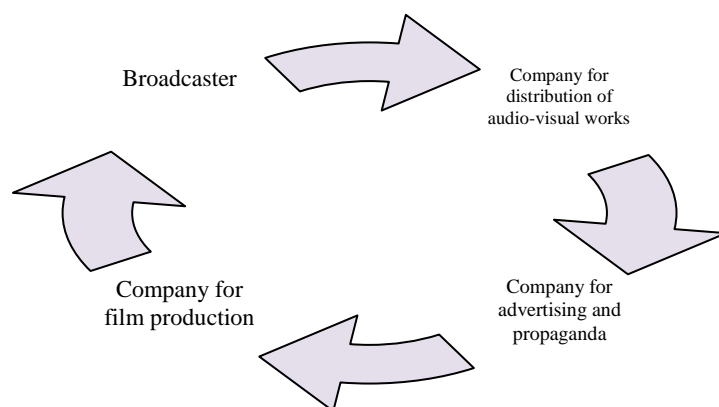 Broadcaster
Company for
distribution of
audio-visual works
Company for
advertising and
propaganda
Company for
film production